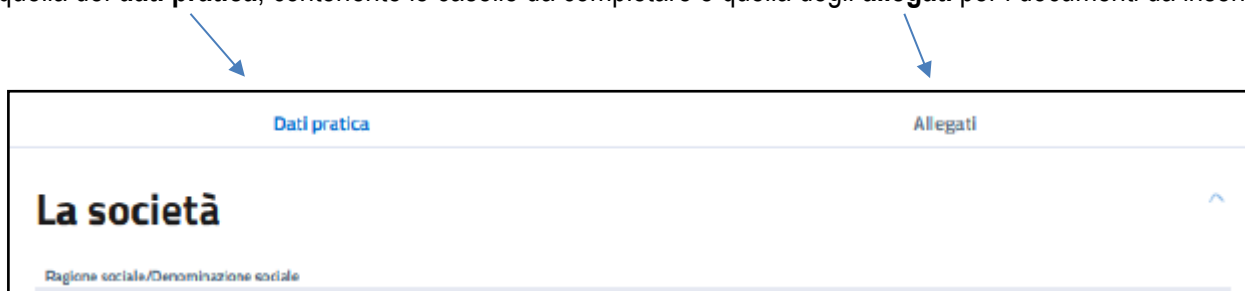 quella dei dati pratica, contenente le caselle da completare e quella degli allegati per i documenti da
Dati pratica Allegati
La società
Ragione sociale/Denominazione sociale